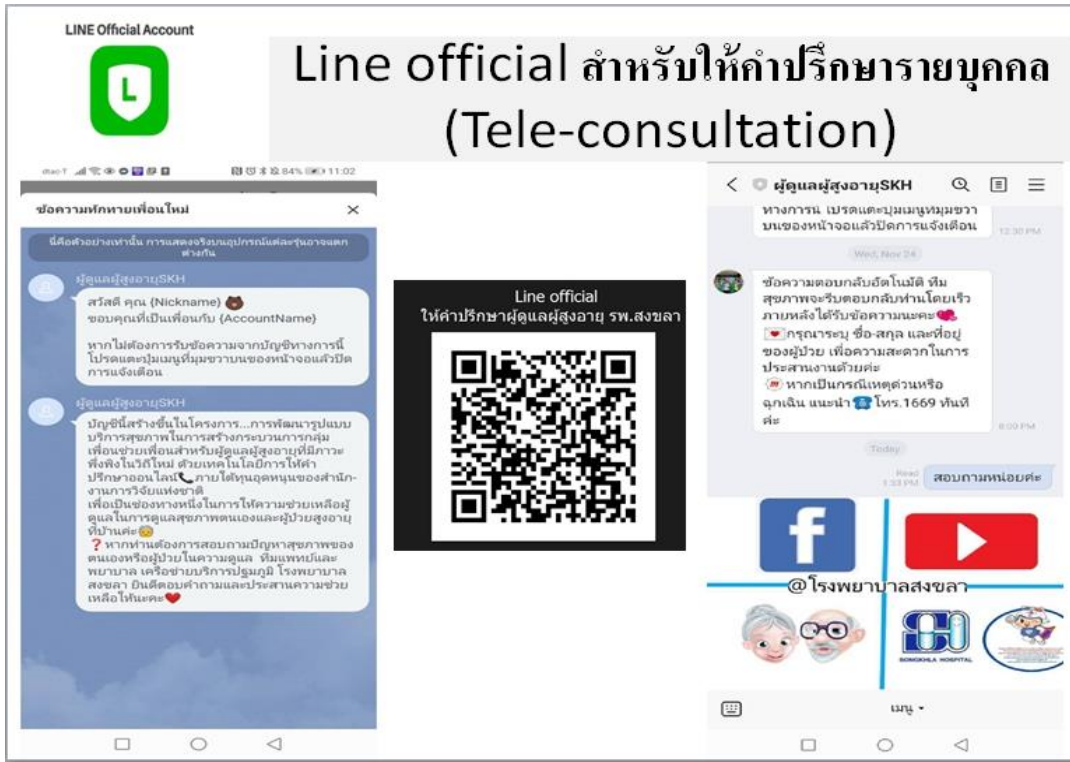 LINE Official Account
L
Line official สำหรับให้คำปรึกษารายบุคคล
(Tele-consultation)
dtac-T
84%
11:02
ข้อความทักทายเพื่อนใหม่
นี่คือตัวอย่างเท่านั้น การแสดงจริงบนอุปกรณ์แต่ละรุ่นอาจแตก
ต่างกัน
ผู้ดูแลผู้สูงอายุSKH
สวัสดี คุณ {Nickname}
ขอบคุณที่เป็นเพื่อนกับ {AccountName}
หากไม่ต้องการรับข้อความจากบัญชีทางการนี้
โปรดแตะปุ่มเมนูที่มุมขวาบนของหน้าจอแล้วปิด
การแจ้งเตือน
ผู้ดูแลผู้สูงอายุSKH
บัญชีนี้สร้างขึ้นในโครงการ...การพัฒนารูปแบบ
บริการสุขภาพในการสร้างกระบวนการกลุ่ม
เพื่อนช่วยเพื่อนสำหรับผู้ดูแลผู้สูงอายุที่มีภาวะ
พึ่งพิงในวิถีใหม่ ด้วยเทคโนโลยีการให้คำ
ปรึกษาออนไลน์ ภายใต้ทุนอุดหนุนของสำนัก-
งานการวิจัยแห่งชาติ
เพื่อเป็นช่องทางหนึ่งในการให้ความช่วยเหลือผู้
ดูแลในการดูแลสุขภาพตนเองและผู้ป่วยสูงอายุ
ที่บ้านค่ะ
หากท่านต้องการสอบถามปัญหาสุขภาพของ
ตนเองหรือผู้ป่วยในความดูแล ทีมแพทย์และ
พยาบาล เครือข่ายบริการปฐมภูมิ โรงพยาบาล
สงขลา ยินดีตอบคำถามและประสานความช่วย
เหลือให้นะคะ
Line official
ให้คำปรึกษาผู้ดูแลผู้สูงอายุ รพ.สงขลา
ผู้ดูแลผู้สูงอายุSKH
ทางการนี้ โปรดแตะปุ่มเมนูที่มุมขวา
บนของหน้าจอแล้วปิดการแจ้งเตือน
12:30 PM
Wed, Nov 24
ข้อความตอบกลับอัตโนมัติ ทีม
สุขภาพจะรีบตอบกลับท่านโดยเร็ว
ภายหลังได้รับข้อความนะคะ
กรุณาระบุ ชื่อ-สกุล และที่อยู่
ของผู้ป่วย เพื่อความสะดวกในการ
ประสานงานด้วยค่ะ
หากเป็นกรณีเหตุด่วนหรือ
ฉุกเฉิน แนะนำ โทร.1669 ทันที
ค่ะ
Today
Read
1:33 PM
สอบถามหน่อยค่ะ
f
@โรงพยาบาลสงขลา
SONGKHLA HOSPITAL
เมนู